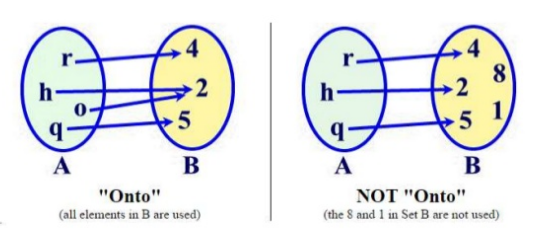 r 4
h 2
o
q 5
A B
"Onto"
(all elements in B are used)
r 4
8
h 2
1
q 5
A B
NOT "Onto"
(the 8 and 1 in Set B are not used)